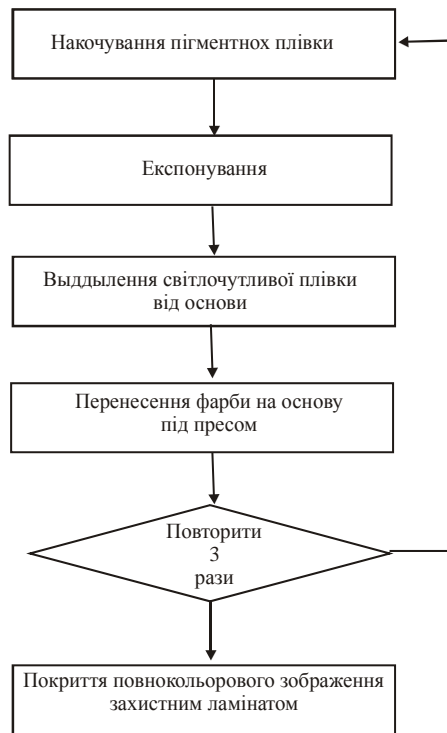 Накочування пігментнох плівки
Експонування
Выддылення світлочутливої плівки
від основи
Перенесення фарби на основу
під пресом
Повторити
3
рази
Покриття повнокольорового зображення
захистним ламінатом